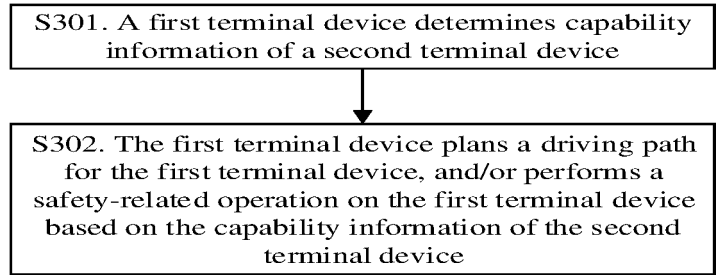 S301. A first terminal device determines capability
information of a second terminal device
S302. The first terminal device plans a driving path
for the first terminal device, and/or performs a
safety-related operation on the first terminal device
based on the capability information of the second
terminal device